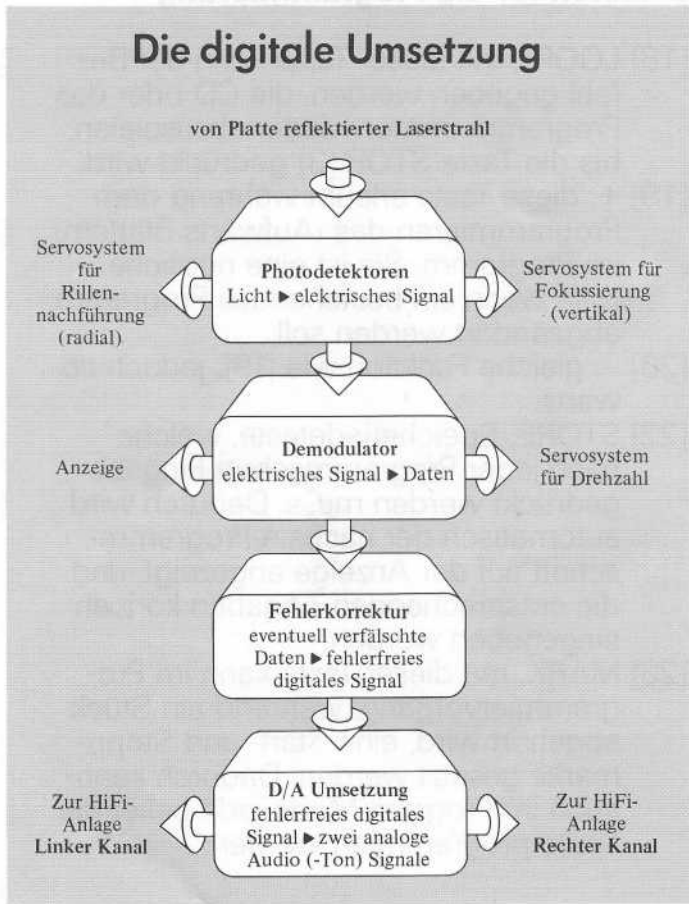 Die digitale Umsetzung
von Platte reflektierter Laserstrahl
Servosystem
für
Rillen-
nachführung
(radial)
Photodetektoren
Licht ▶ elektrisches Signal
Servosystem für
Fokussierung
(vertikal)
Anzeige
Demodulator
elektrisches Signal ▶ Daten
Servosystem
für Drehzahl
Fehlerkorrektur
eventuell verfälschte
Daten ▶ fehlerfreies
digitales Signal
Zur HiFi-
Anlage
Linker Kanal
D/A Umsetzung
fehlerfreies digitales
Signal ▶ zwei analoge
Audio (-Ton) Signale
Zur HiFi-
Anlage
Rechter Kanal